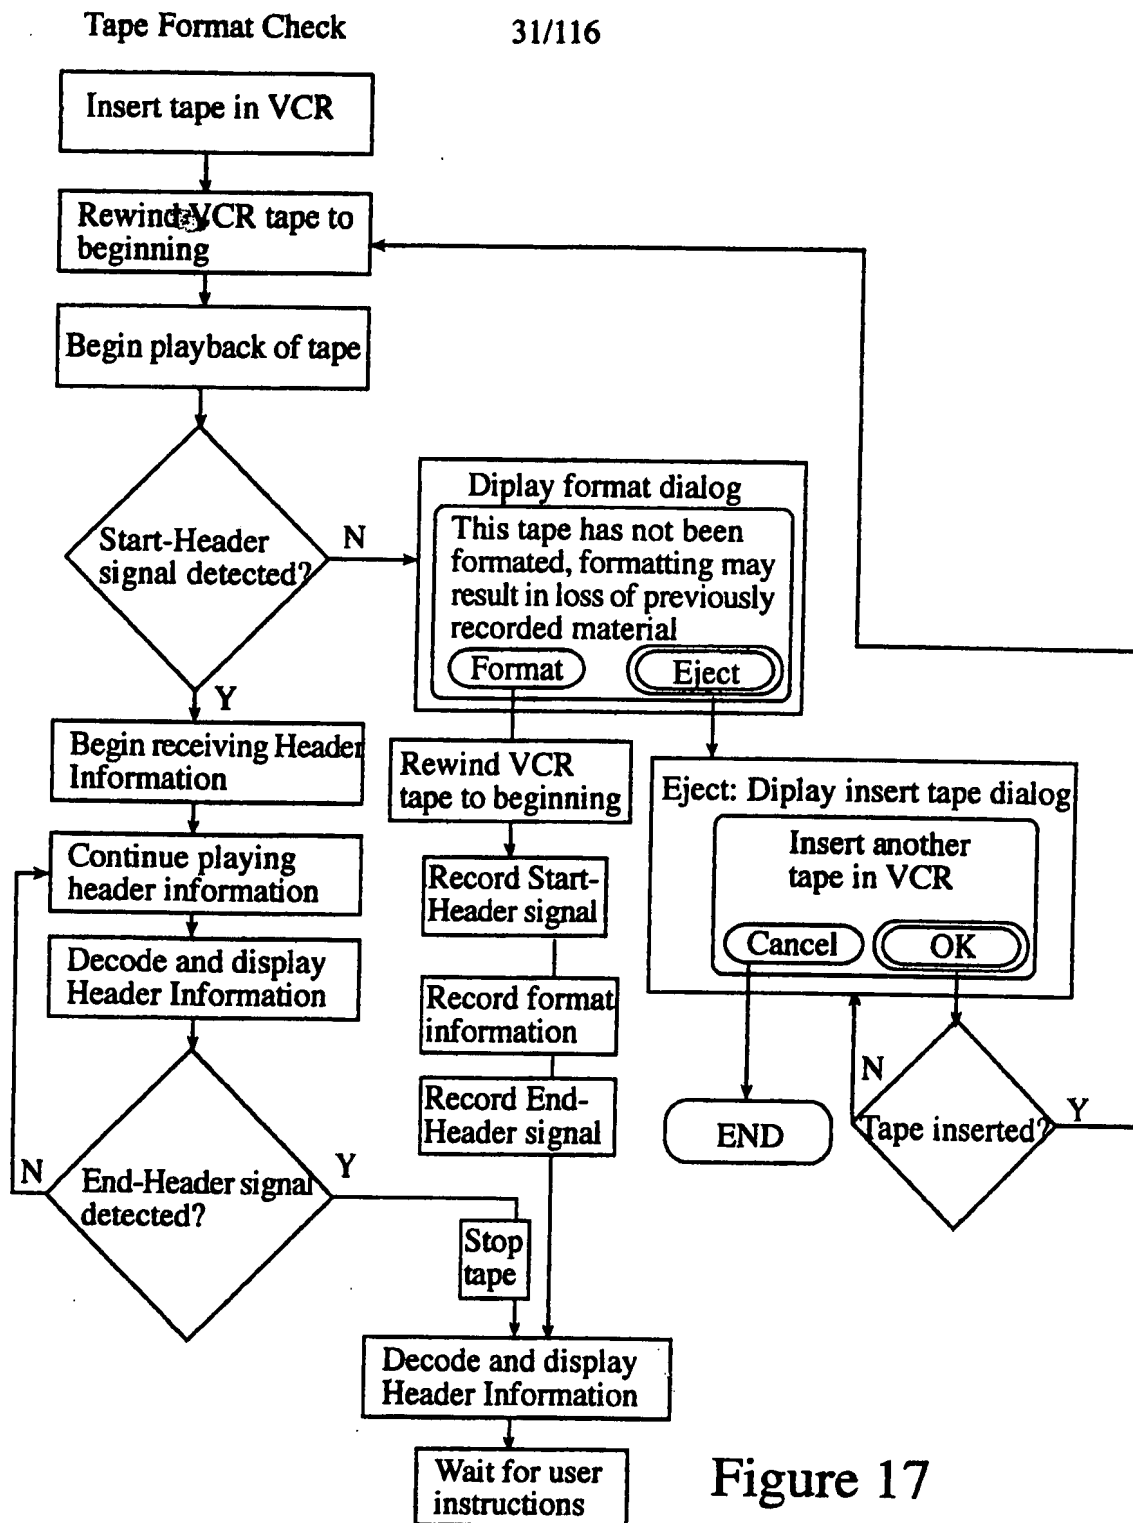 Tape Format Check
31/116
Insert tape in VCR
Rewind VCR tape to
beginning
Begin playback of tape
Start-Header
signal detected?
N
Y
Diplay format dialog
This tape has not been
formated, formatting may
result in loss of previously
recorded material
Format
Eject
Begin receiving Header
Information
Continue playing
header information
Decode and display
Header Information
End-Header signal
detected?
N
Y
Rewind VCR
tape to beginning
Record Start-
Header signal
Record format
information
Record End-
Header signal
Stop
tape
Eject: Diplay insert tape dialog
Insert another
tape in VCR
Cancel
OK
END
Tape inserted?
N
Y
Decode and display
Header Information
Wait for user
instructions
Figure 17